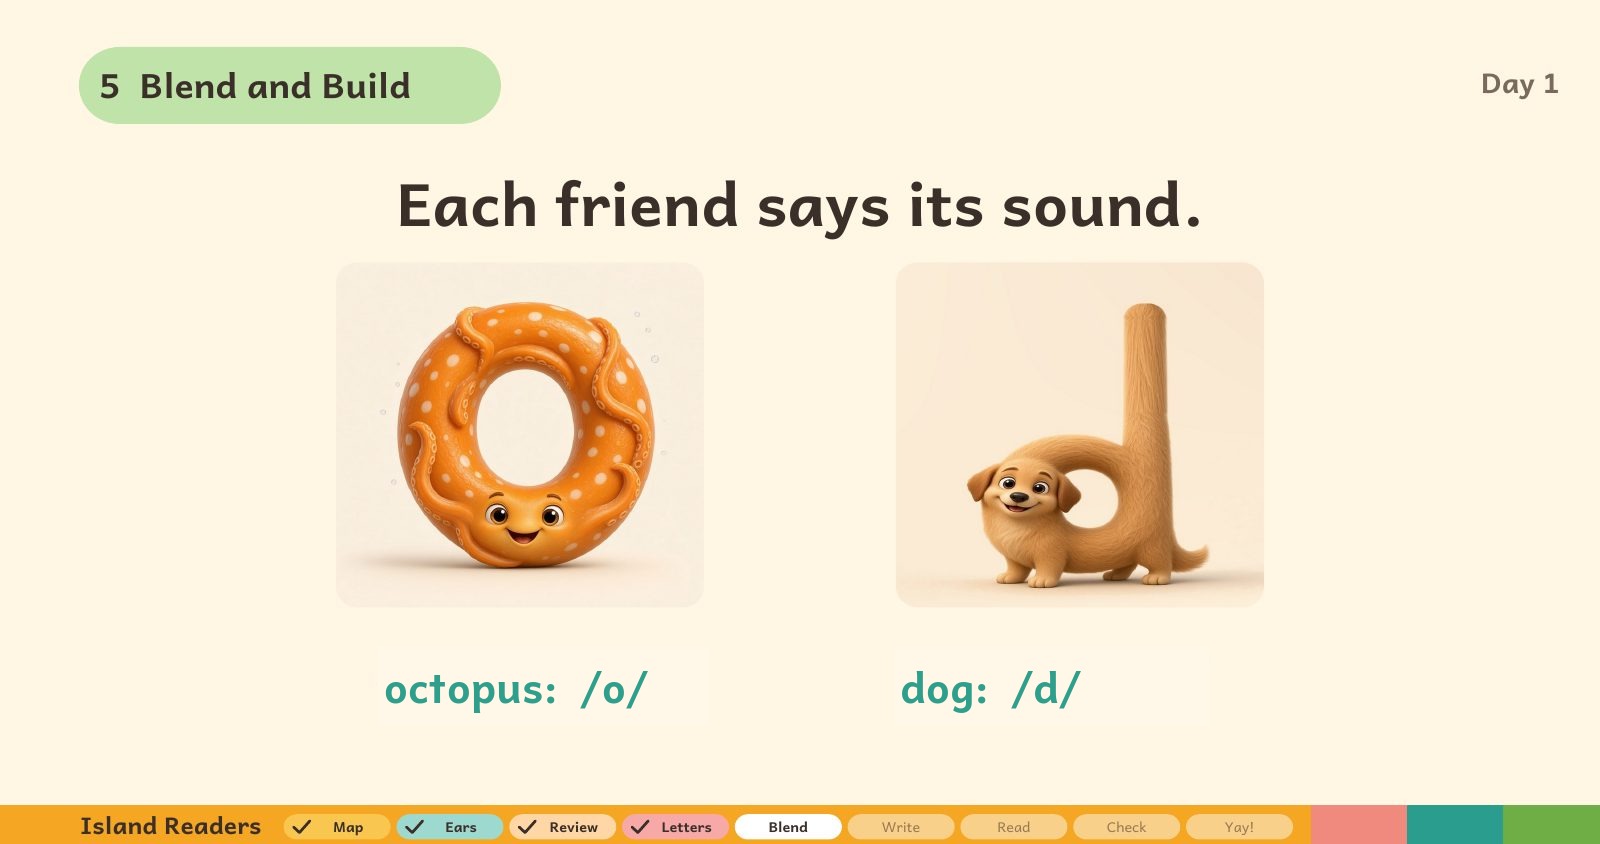 5 Blend and Build
Day 1
Each friend says its sound.
octopus: /o/
dog: /d/
Island Readers
Map
Ears
Review
Letters
Blend
Write
Read
Check
Yay!